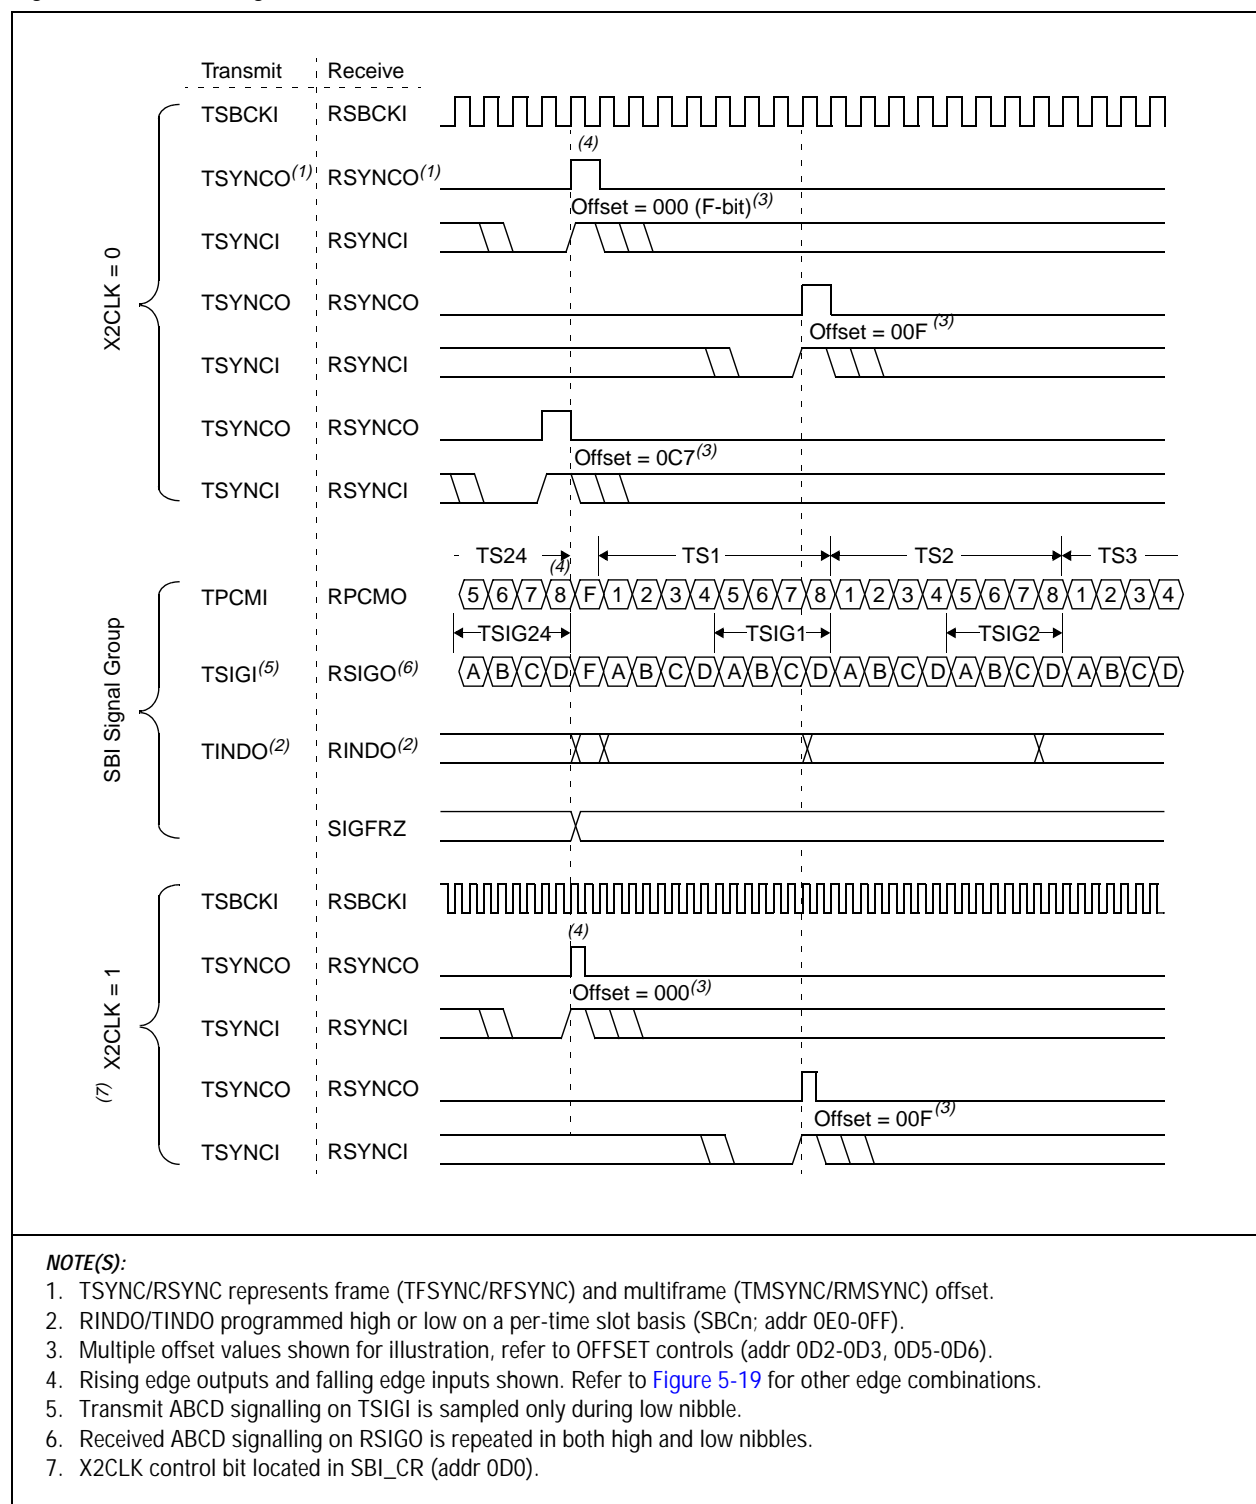 Transmit Receive
TSBCKI RSBCKI
(4)
TSYNCO(1) RSYNCO(1)
Offset = 000 (F-bit)(3)
TSYNCI RSYNCI
X2CLK = 0
TSYNCO RSYNCO
Offset = 00F (3)
TSYNCI RSYNCI
TSYNCO RSYNCO
Offset = 0C7(3)
TSYNCI RSYNCI
TS24 TS1 TS2 TS3
(4)
TPCMI RPCMO 5 6 7 8 F 1 2 3 4 5 6 7 8 1 2 3 4 5 6 7 8 1 2 3 4
TSIG24 TSIG1 TSIG2
TSIGI(5) RSIGO(6) A B C D F A B C D A B C D A B C D A B C D A B C D
SBI Signal Group
TINDO(2) RINDO(2)
SIGFRZ
TSBCKI RSBCKI
(4)
TSYNCO RSYNCO
Offset = 000(3)
(7) X2CLK = 1
TSYNCI RSYNCI
TSYNCO RSYNCO
Offset = 00F(3)
TSYNCI RSYNCI
NOTE(S):
1. TSYNC/RSYNC represents frame (TFSYNC/RFSYNC) and multiframe (TMSYNC/RMSYNC) offset.
2. RINDO/TINDO programmed high or low on a per-time slot basis (SBCn; addr 0E0-0FF).
3. Multiple offset values shown for illustration, refer to OFFSET controls (addr 0D2-0D3, 0D5-0D6).
4. Rising edge outputs and falling edge inputs shown. Refer to Figure 5-19 for other edge combinations.
5. Transmit ABCD signalling on TSIGI is sampled only during low nibble.
6. Received ABCD signalling on RSIGO is repeated in both high and low nibbles.
7. X2CLK control bit located in SBI_CR (addr 0D0).